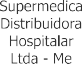 Supermedica
Distribuidora
Hospitalar
Ltda - Me